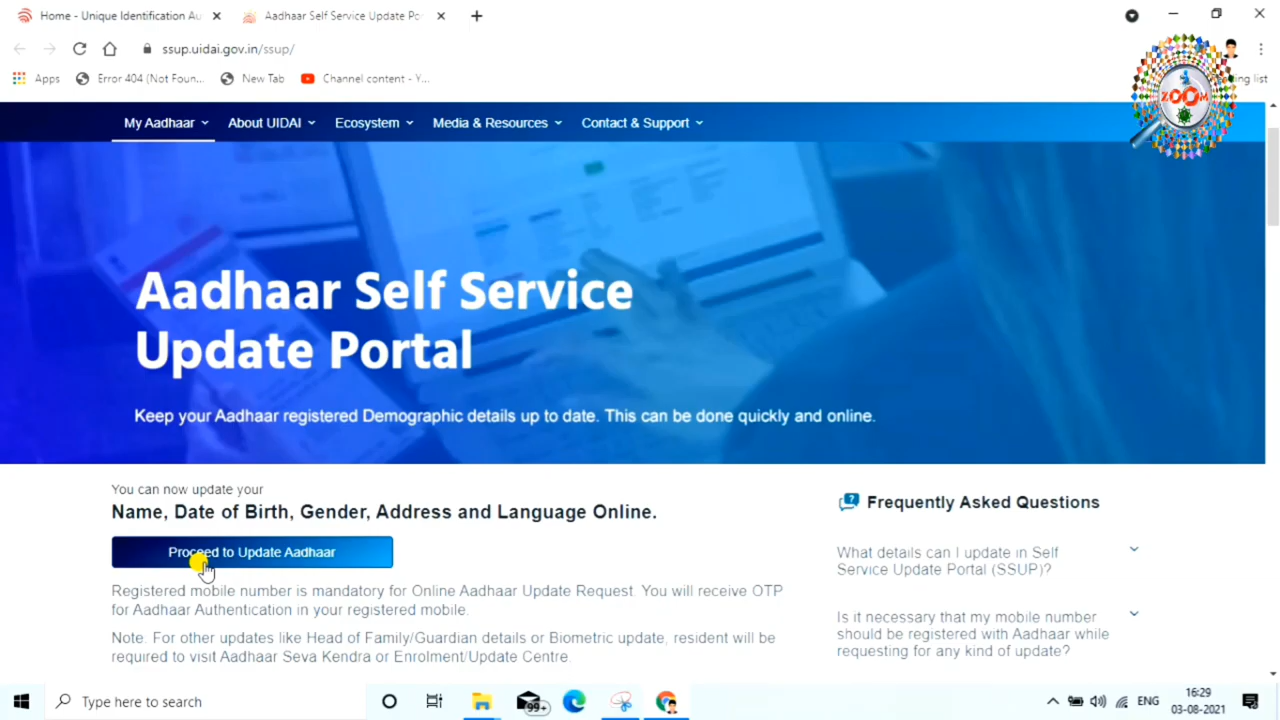 Home - Unique Identification Au
Aadhaar Self Service Update Po
ssup.uidai.gov.in/ssup/
Apps
Error 404 (Not Foun...
New Tab
Channel content - Y...
ing list
ZOOM
My Aadhaar
About UIDAI
Ecosystem
Media & Resources
Contact & Support
Aadhaar Self Service
Update Portal
Keep your Aadhaar registered Demographic details up to date. This can be done quickly and online.
You can now update your
Name, Date of Birth, Gender, Address and Language Online.
Proceed to Update Aadhaar
Registered mobile number is mandatory for Online Aadhaar Update Request. You will receive OTP
for Aadhaar Authentication in your registered mobile.
Note: For other updates like Head of Family/Guardian details or Biometric update, resident will be
required to visit Aadhaar Seva Kendra or Enrolment/Update Centre.
Frequently Asked Questions
What details can I update in Self
Service Update Portal (SSUP)?
Is it necessary that my mobile number
should be registered with Aadhaar while
requesting for any kind of update?
Type here to search
99+
ENG
16:29
03-08-2021